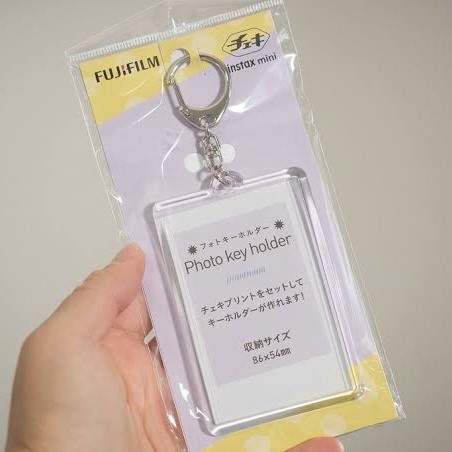 FUJIFILM
チェキ
instax mini
フォトキーホルダー
Photo key holder
チェキプリントをセットして
キーホルダーが作れます!
収納サイズ
86×54mm